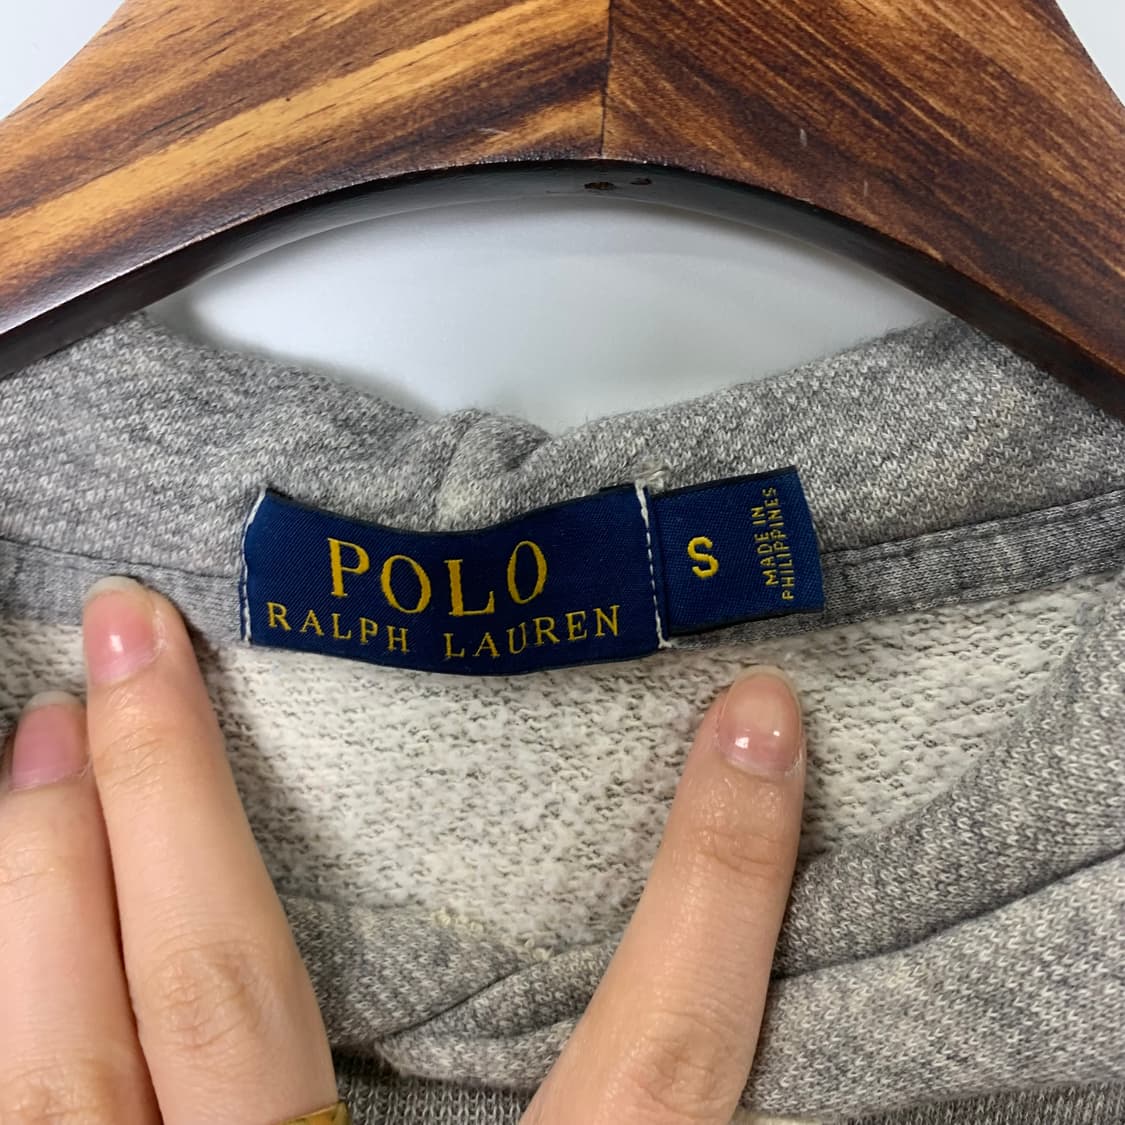 POLO
RALPH LAUREN
S
MADE IN
PHILIPPINES